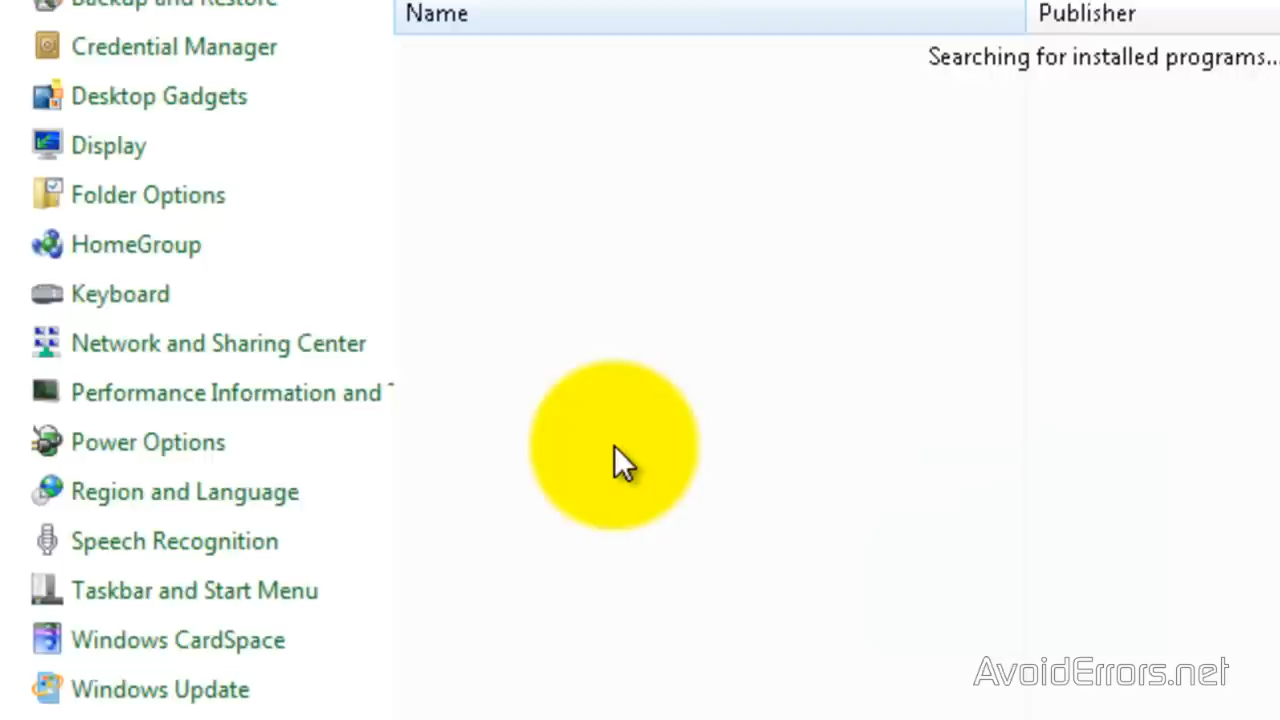 Backup and Restore
Name
Publisher
Credential Manager
Searching for installed programs...
Desktop Gadgets
Display
Folder Options
HomeGroup
Keyboard
Network and Sharing Center
Performance Information and
Power Options
Region and Language
Speech Recognition
Taskbar and Start Menu
Windows CardSpace
Windows Update
AvoidErrors.net